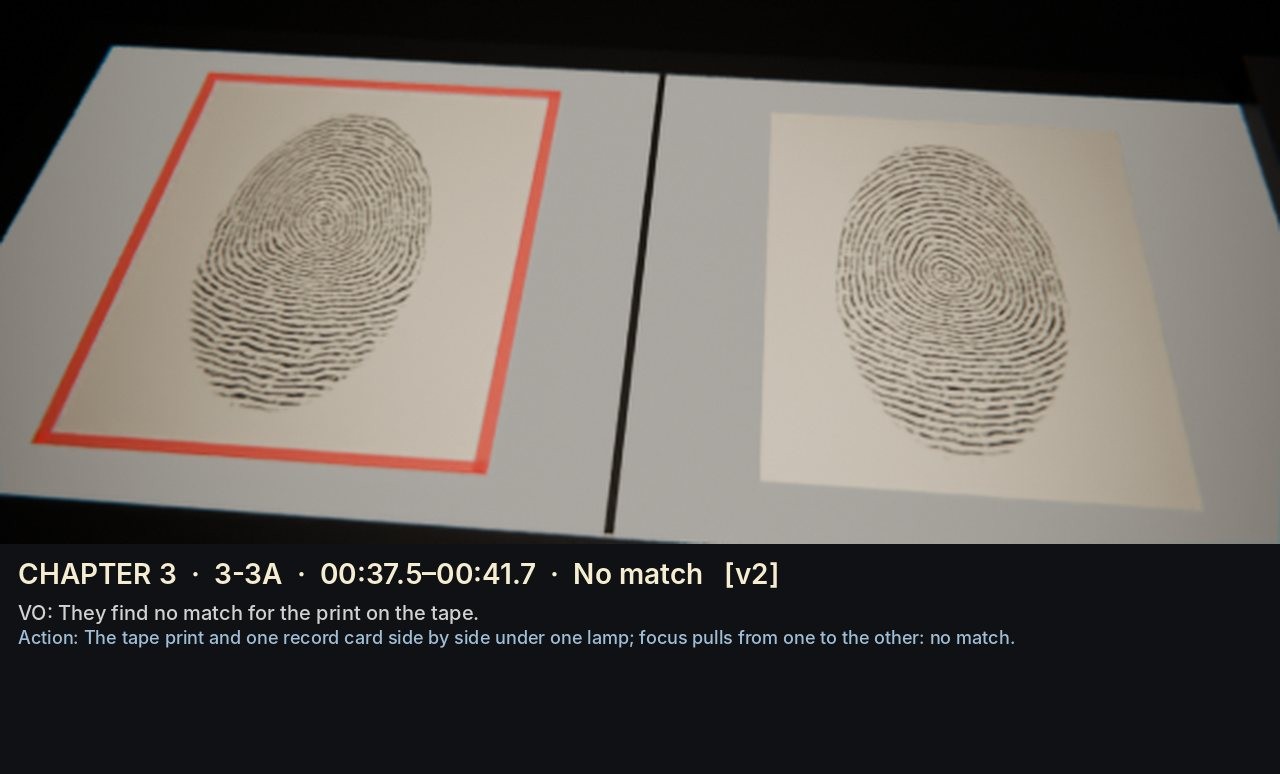 CHAPTER 3 · 3-3A · 00:37.5–00:41.7 · No match [v2]
VO: They find no match for the print on the tape.
Action: The tape print and one record card side by side under one lamp; focus pulls from one to the other: no match.